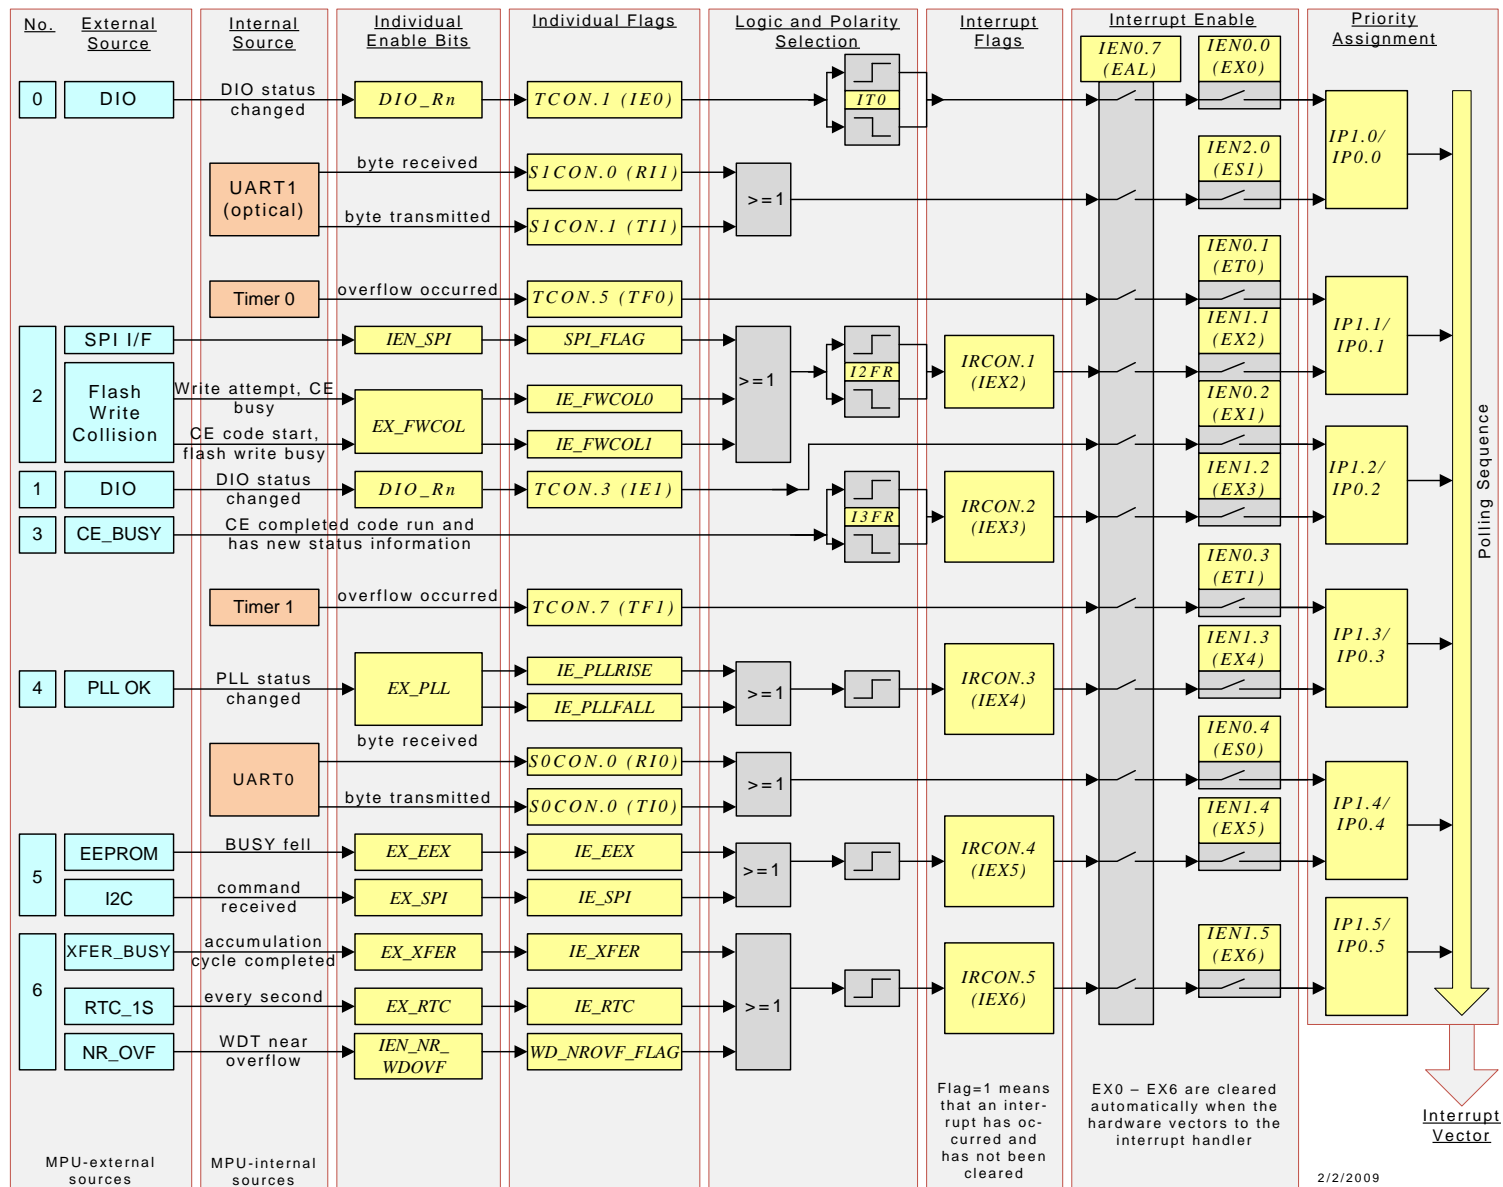 No.
External
Source
Internal
Source
Individual
Enable Bits
Individual Flags
Logic and Polarity
Selection
Interrupt
Flags
Interrupt Enable
Priority
Assignment
IEN0.7
(EAL)
IEN0.0
(EX0)
0
DIO
DIO status
changed
DIO_Rn
TCON.1 (IE0)
IT0
IP1.0/
IP0.0
UART1
(optical)
byte received
S1CON.0 (RI1)
>=1
IEN2.0
(ES1)
byte transmitted
S1CON.1 (TI1)
IEN0.1
(ET0)
Timer 0
overflow occurred
TCON.5 (TF0)
IP1.1/
IP0.1
2
SPI I/F
IEN_SPI
SPI_FLAG
>=1
I2FR
IRCON.1
(IEX2)
IEN1.1
(EX2)
Flash
Write
Collision
Write attempt, CE
busy
EX_FWCOL
IE_FWCOL0
CE code start,
flash write busy
IE_FWCOL1
IEN0.2
(EX1)
IP1.2/
IP0.2
1
DIO
DIO status
changed
DIO_Rn
TCON.3 (IE1)
IEN1.2
(EX3)
3
CE_BUSY
CE completed code run and
has new status information
I3FR
IRCON.2
(IEX3)
Polling Sequence
IEN0.3
(ET1)
Timer 1
overflow occurred
TCON.7 (TF1)
IP1.3/
IP0.3
4
PLL OK
PLL status
changed
EX_PLL
IE_PLLRISE
IE_PLLFALL
>=1
IRCON.3
(IEX4)
IEN1.3
(EX4)
UART0
byte received
S0CON.0 (RI0)
>=1
IEN0.4
(ES0)
byte transmitted
S0CON.0 (TI0)
IP1.4/
IP0.4
5
EEPROM
BUSY fell
EX_EEX
IE_EEX
>=1
IRCON.4
(IEX5)
IEN1.4
(EX5)
I2C
command
received
EX_SPI
IE_SPI
6
XFER_BUSY
accumulation
cycle completed
EX_XFER
IE_XFER
>=1
IRCON.5
(IEX6)
IEN1.5
(EX6)
IP1.5/
IP0.5
RTC_1S
every second
EX_RTC
IE_RTC
NR_OVF
WDT near
overflow
IEN_NR_
WDOVF
WD_NROVF_FLAG
Flag=1 means
that an inter-
rupt has oc-
curred and
has not been
cleared
EX0 – EX6 are cleared
automatically when the
hardware vectors to the
interrupt handler
Interrupt
Vector
MPU-external
sources
MPU-internal
sources
2/2/2009